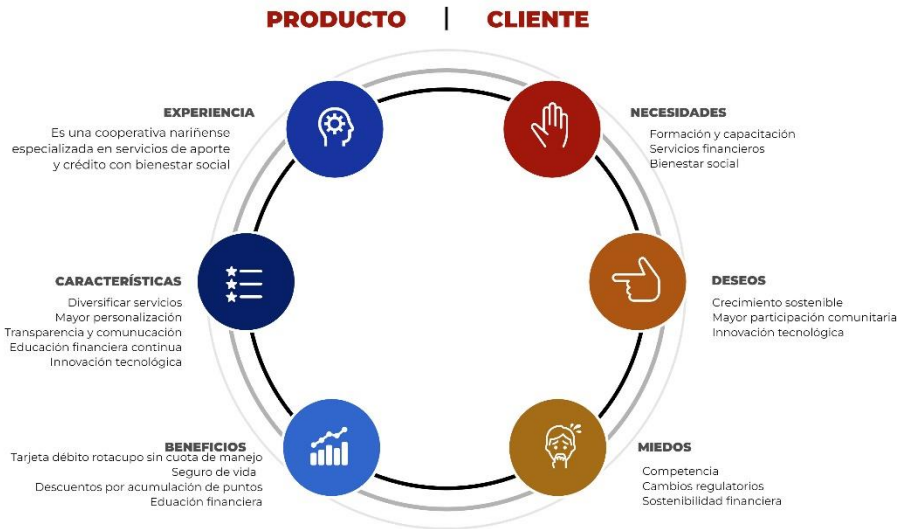 PRODUCTO | CLIENTE
EXPERIENCIA
Es una cooperativa nariñense
especializada en servicios de aporte
y crédito con bienestar social
CARACTERÍSTICAS
Diversificar servicios
Mayor personalización
Transparencia y comunucación
Educación financiera continua
Innovación tecnológica
BENEFICIOS
Tarjeta débito rotacupo sin cuota de manejo
Seguro de vida
Descuentos por acumulación de puntos
Eduación financiera
NECESIDADES
Formación y capacitación
Servicios financieros
Bienestar social
DESEOS
Crecimiento sostenible
Mayor participación comunitaria
Innovación tecnológica
MIEDOS
Competencia
Cambios regulatorios
Sostenibilidad financiera